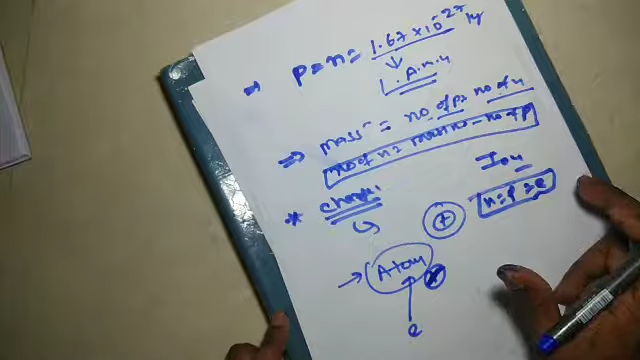 ⇒ p = n = 1.67 × 10⁻²⁷ kg
↓
1 A.m.u
⇒ mass = no of p + no of n
no of n = mass no - no of p
Ion
* charge: +
n = p = e
→ Atom
e